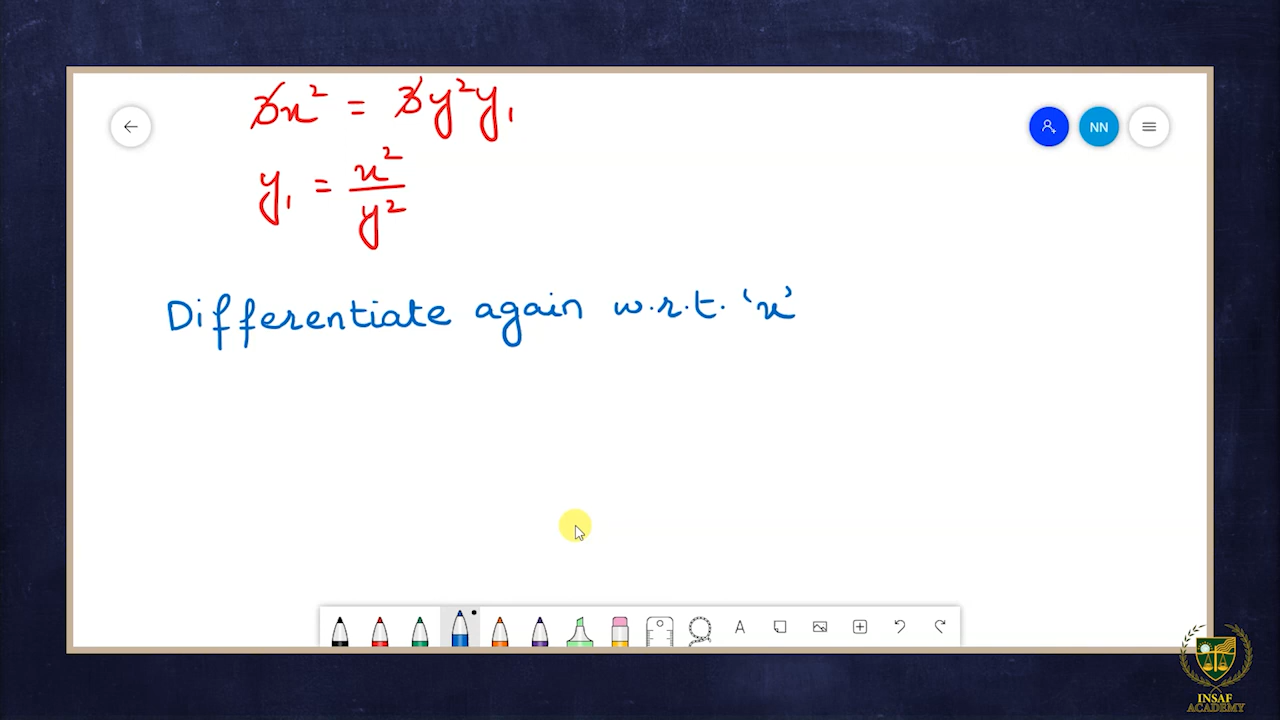 3x² = 3y²y₁
y₁ = x²/y²
Differentiate again w.r.t. ‘x’
NN
A
INSAF
ACADEMY